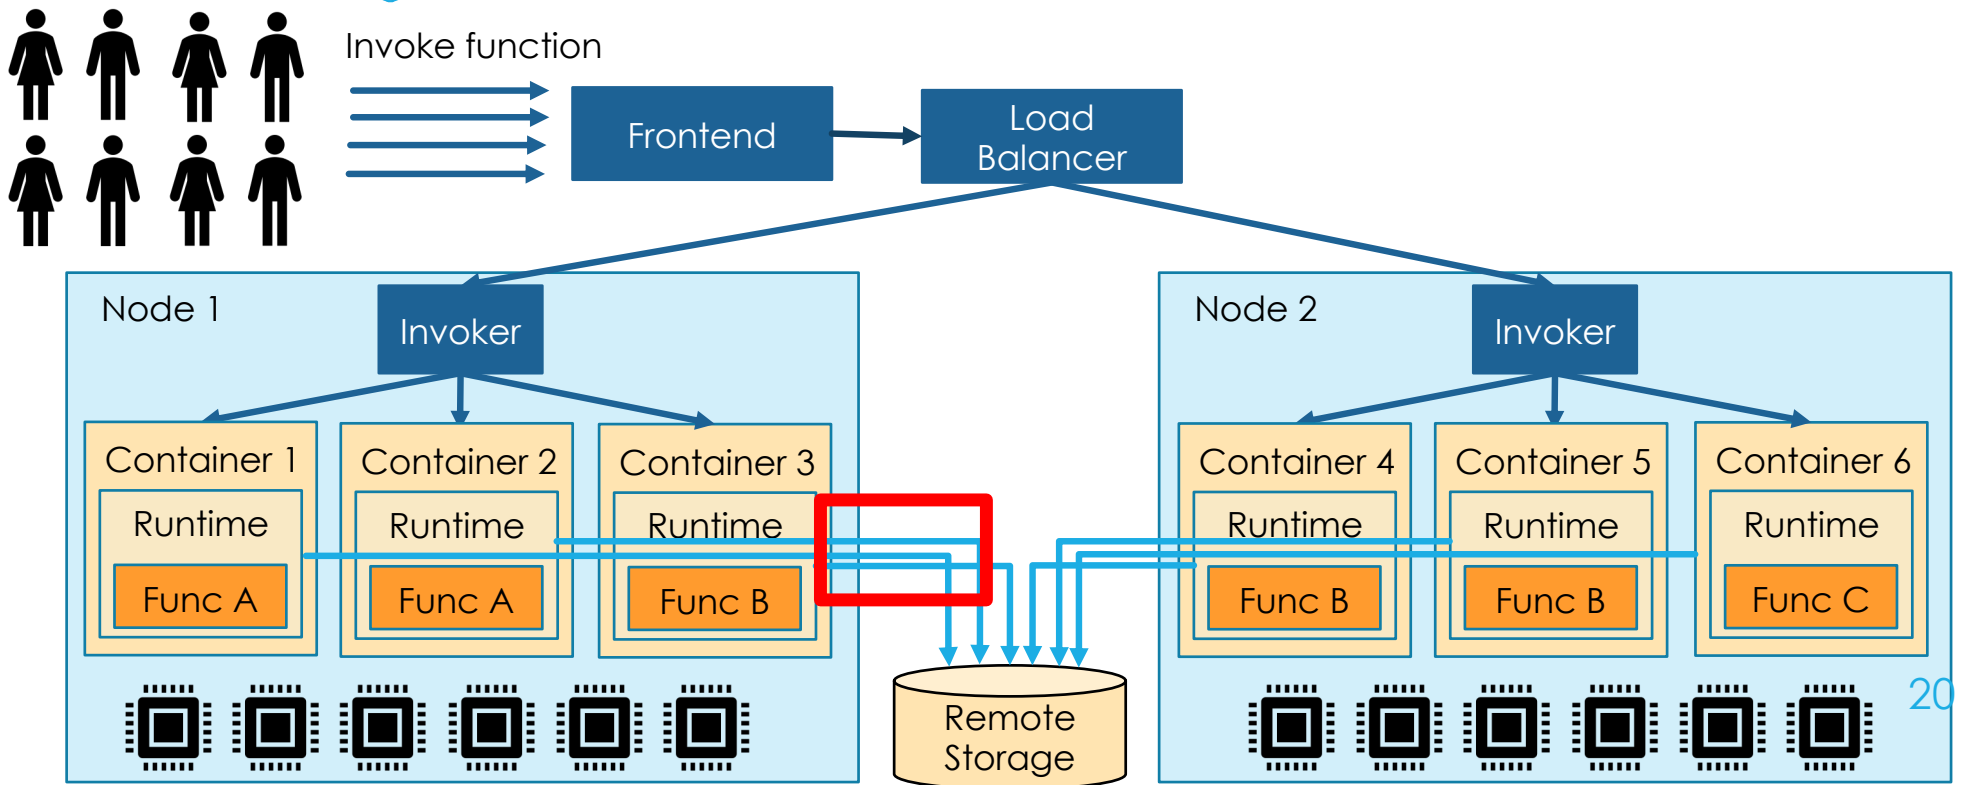 Invoke function
Frontend
Load
Balancer
Node 1
Invoker
Container 1
Runtime
Func A
Container 2
Runtime
Func A
Container 3
Runtime
Func B
Node 2
Invoker
Container 4
Runtime
Func B
Container 5
Runtime
Func B
Container 6
Runtime
Func C
Remote
Storage
20